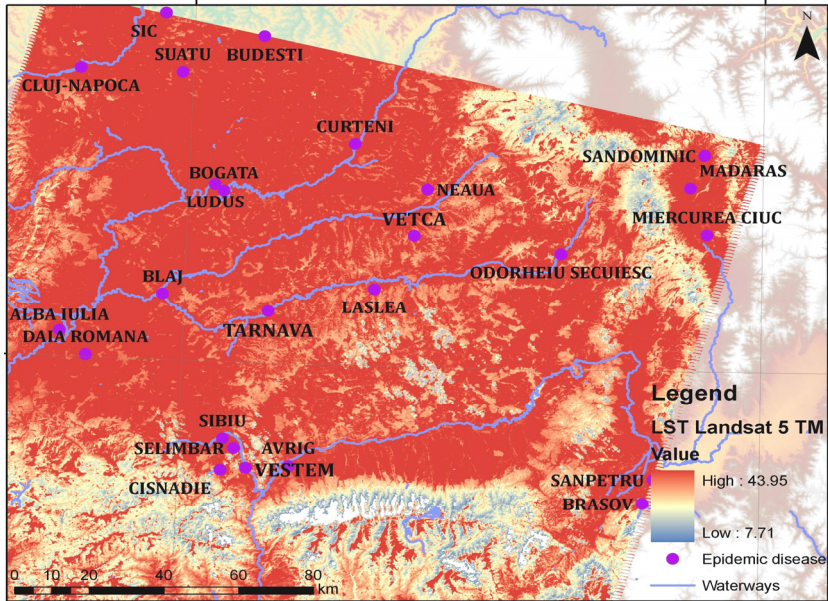 N
SIC
SUATU
BUDESTI
CLUJ-NAPOCA
CURTENI
SANDOMINIC
BOGATA
MADARAS
LUDUS
NEAUA
VETCA
MIERCUREA CIUC
ODORHEIU SECUIESC
BLAJ
LASLEA
ALBA IULIA
TARNAVA
DAIA ROMANA
SIBIU
SELIMBAR
AVRIG
VESTEM
CISNADIE
SANPETRU
BRASOV
Legend
LST Landsat 5 TM
Value
High : 43.95
Low : 7.71
Epidemic disease
Waterways
0 10 20 40 60 80
km